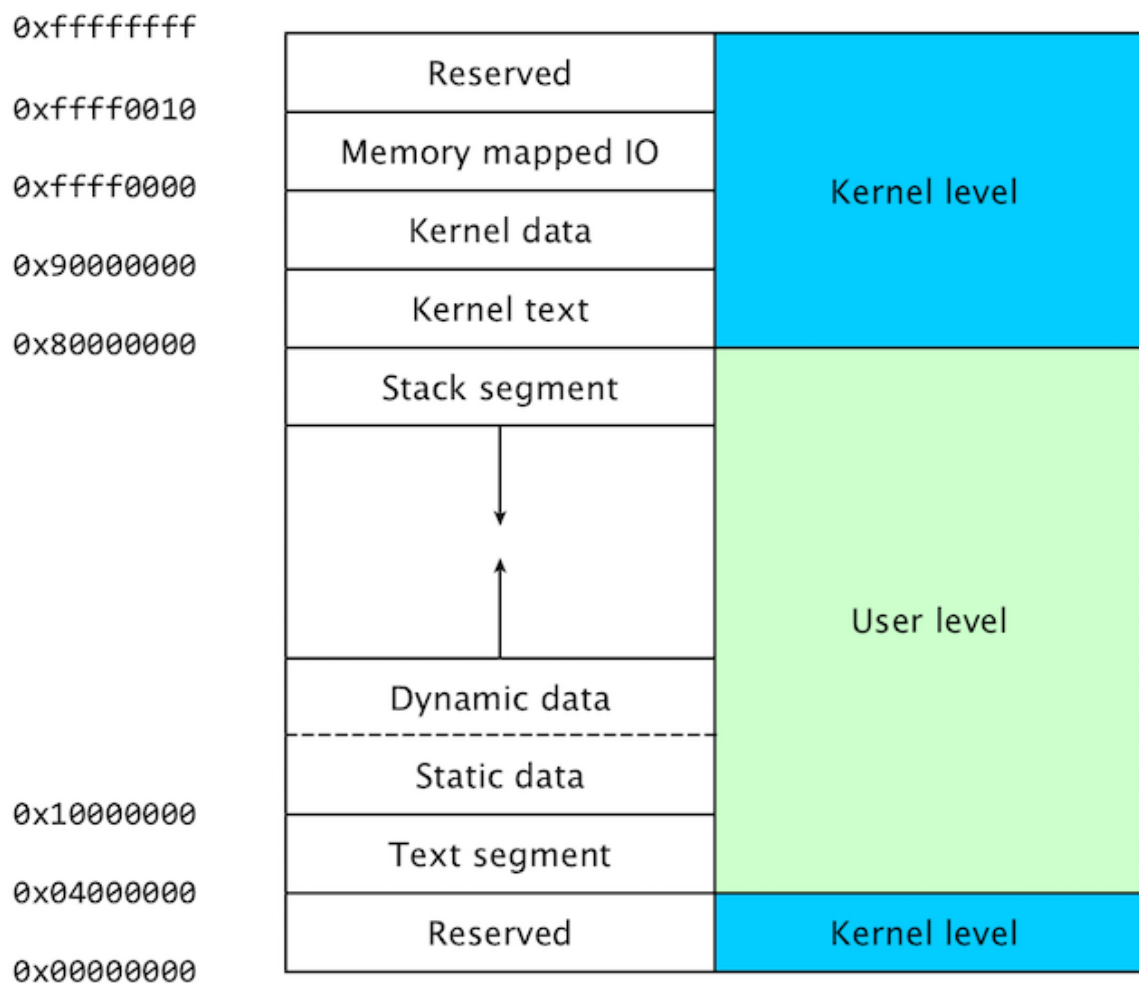 0xffffffff
Reserved
0xffff0010
Memory mapped IO
0xffff0000
Kernel level
Kernel data
0x90000000
Kernel text
0x80000000
Stack segment
User level
Dynamic data
Static data
0x10000000
Text segment
0x04000000
Reserved
Kernel level
0x00000000